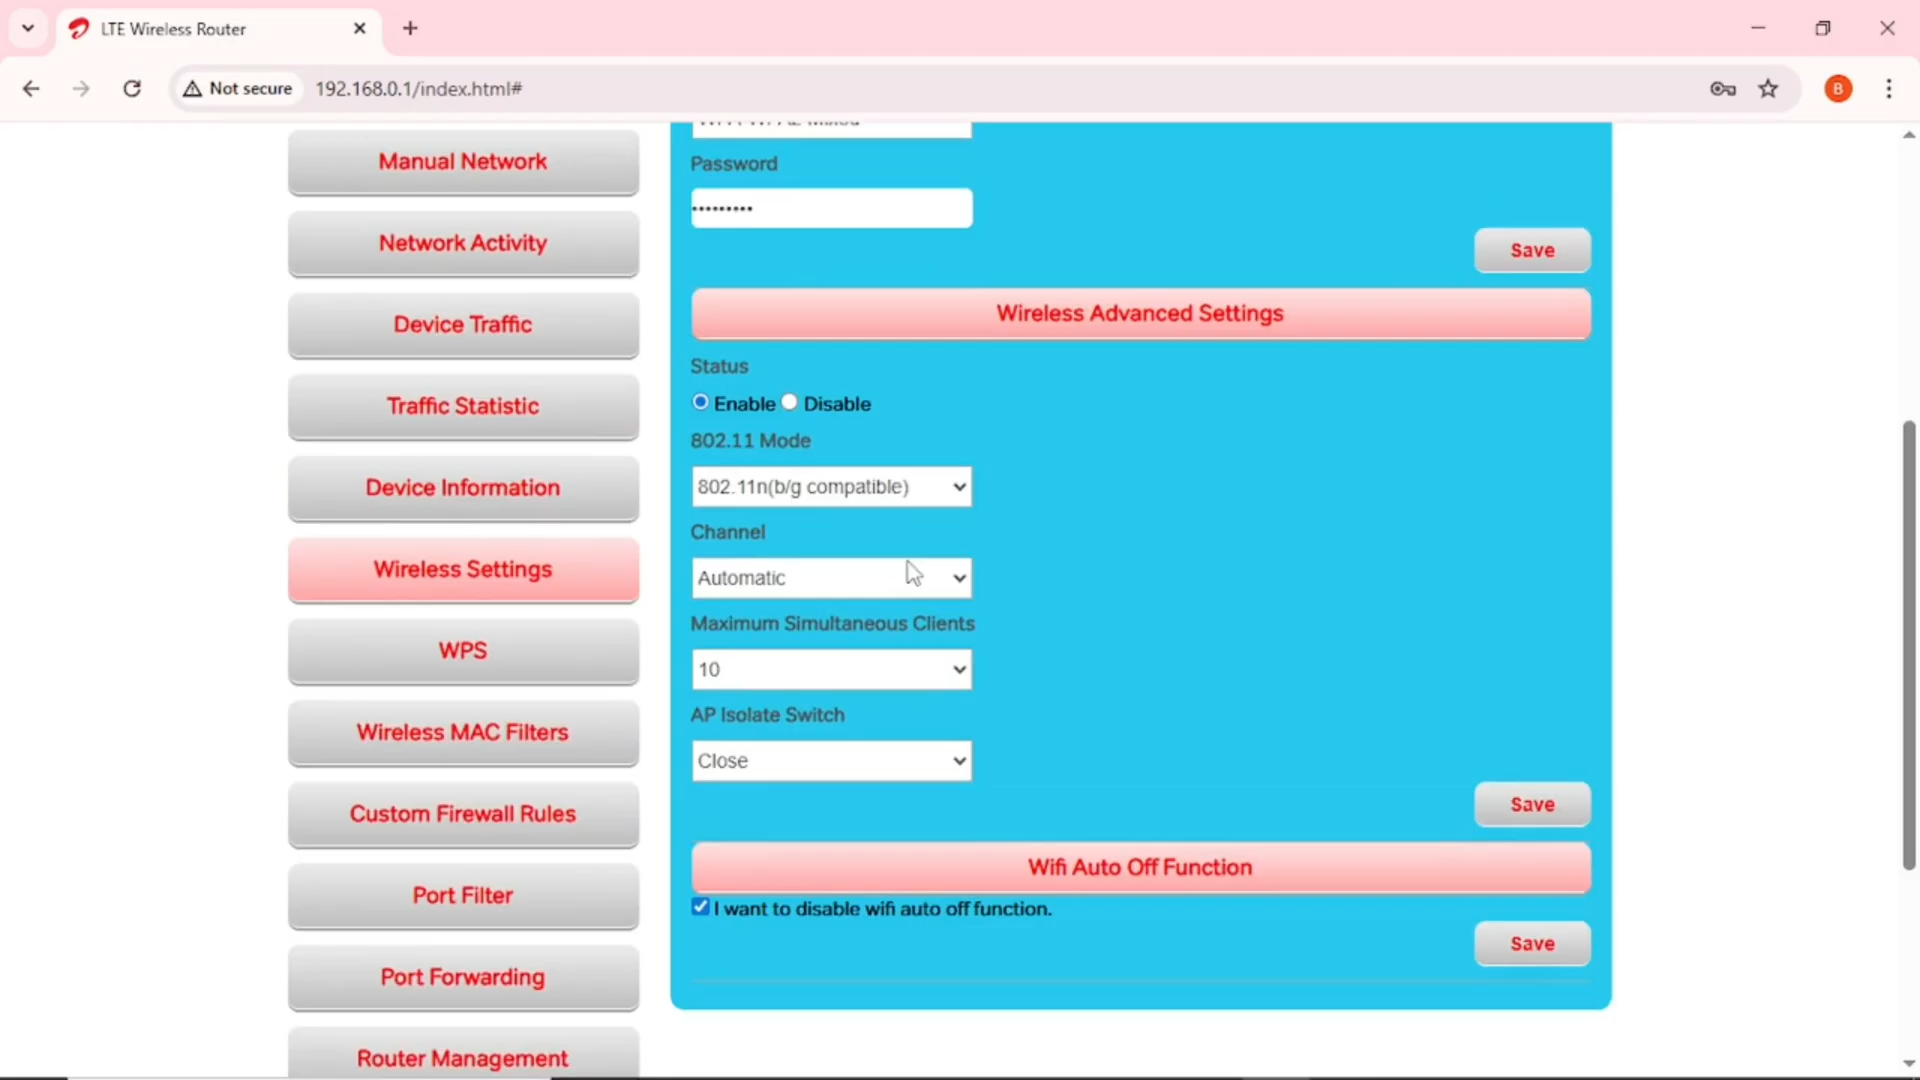 LTE Wireless Router
Not secure
192.168.0.1/index.html#
B
Manual Network
Network Activity
Device Traffic
Traffic Statistic
Device Information
Wireless Settings
WPS
Wireless MAC Filters
Custom Firewall Rules
Port Filter
Port Forwarding
Router Management
Password
•••••••••
Save
Wireless Advanced Settings
Status
Enable Disable
802.11 Mode
802.11n(b/g compatible)
Channel
Automatic
Maximum Simultaneous Clients
10
AP Isolate Switch
Close
Save
Wifi Auto Off Function
I want to disable wifi auto off function.
Save